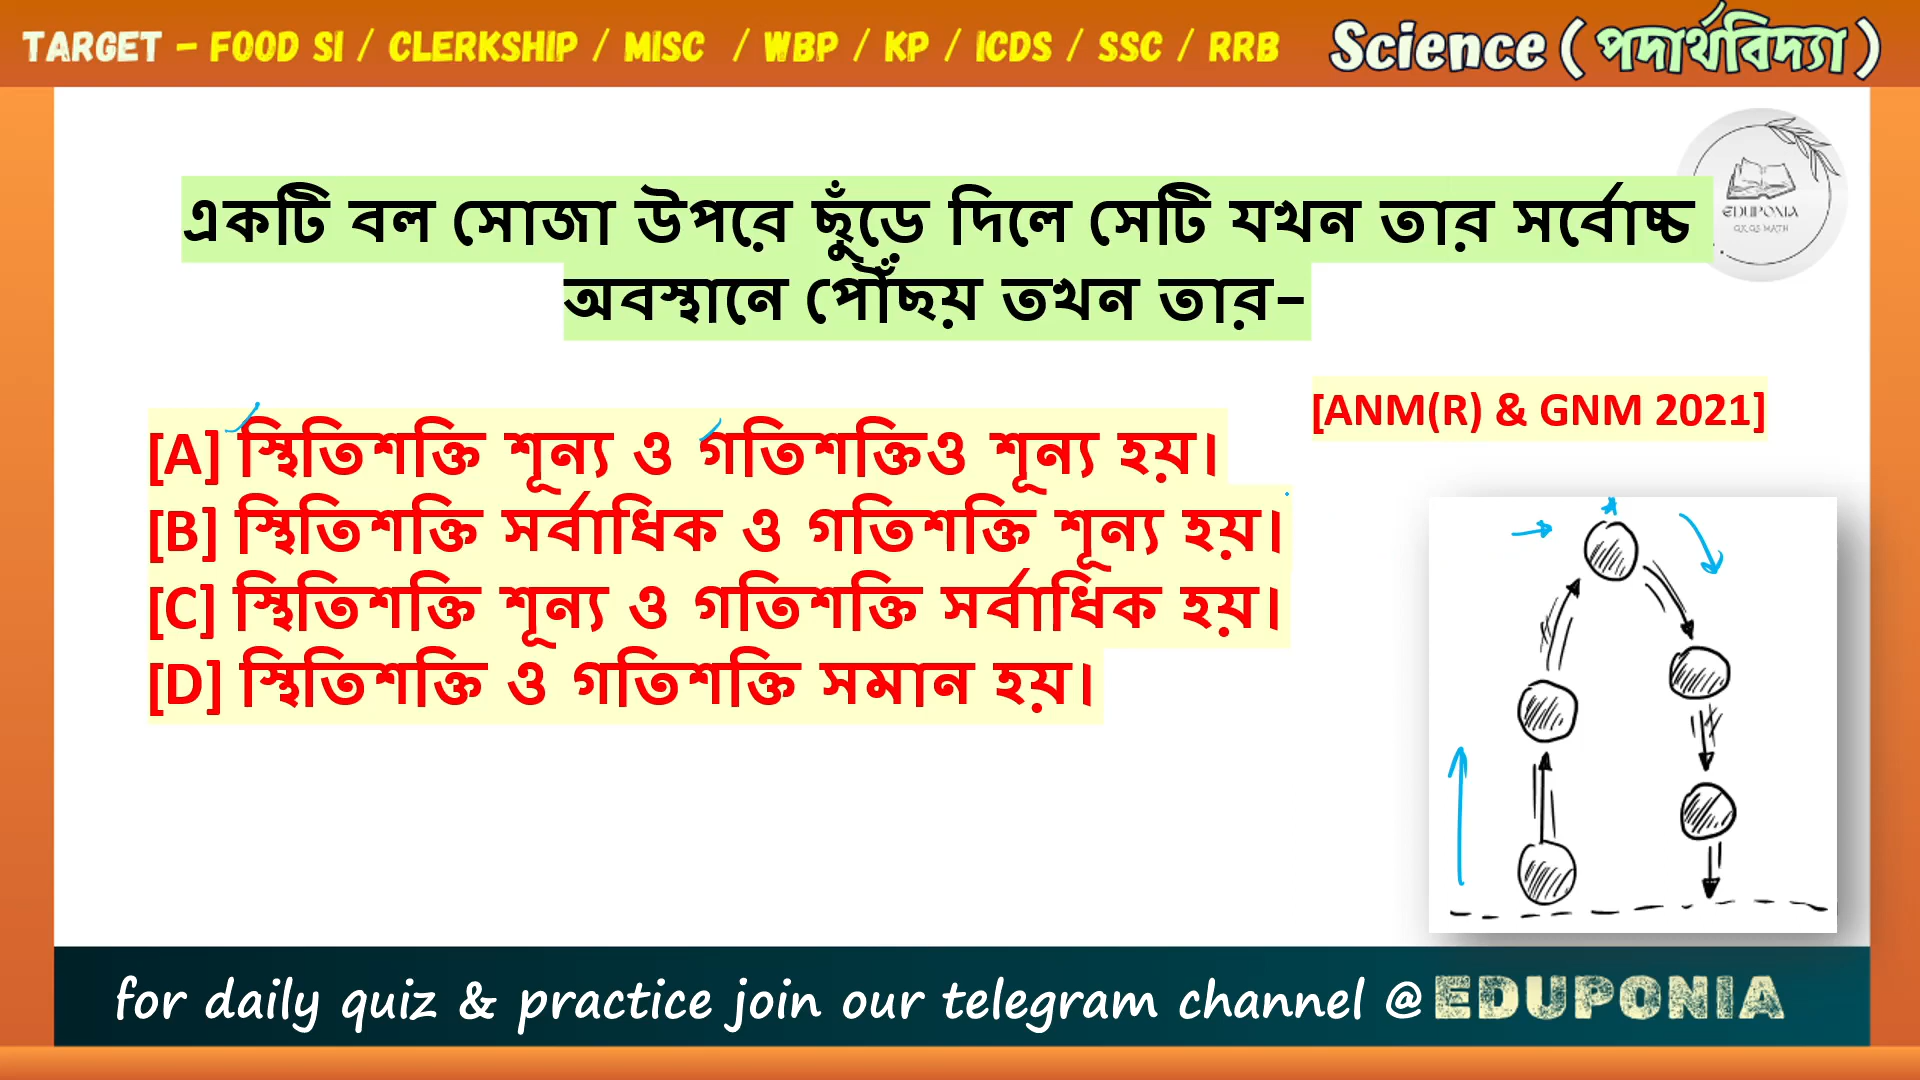 TARGET - FOOD SI / CLERKSHIP / MISC / WBP / KP / ICDS / SSC / RRB
Science ( পদার্থবিদ্যা )
EDUPONIA
একটি বল সোজা উপরে ছুঁড়ে দিলে সেটি যখন তার সর্বোচ্চ
অবস্থানে পৌঁছয় তখন তার–
[ANM(R) & GNM 2021]
[A] স্থিতিশক্তি শূন্য ও গতিশক্তিও শূন্য হয়।
[B] স্থিতিশক্তি সর্বাধিক ও গতিশক্তি শূন্য হয়।
[C] স্থিতিশক্তি শূন্য ও গতিশক্তি সর্বাধিক হয়।
[D] স্থিতিশক্তি ও গতিশক্তি সমান হয়।
for daily quiz & practice join our telegram channel @ EDUPONIA